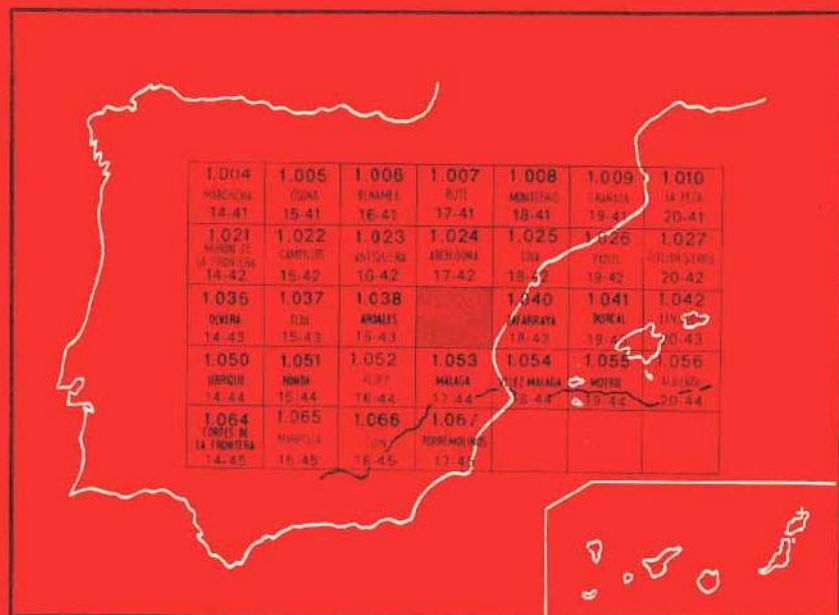 1.004 1.005 1.006 1.007 1.008 1.009 1.010
MARCHENA OSUNA BENAMEJI RUTE MONTEFRIO GRANADA LA PEZA
14-41 15-41 16-41 17-41 18-41 19-41 20-41
1.021 1.022 1.023 1.024 1.025 1.026 1.027
MORON DE LA FRONTERA CAMPILLOS ANTEQUERA ARCHIDONA LOJA PADUL
14-42 15-42 16-42 17-42 18-42 19-42 20-42
1.036 1.037 1.038 1.040 1.041 1.042
OLVERA TEBA ARDALES ZAFARRAYA DURCAL LANJARON
14-43 15-43 16-43 18-43 19-43 20-43
1.050 1.051 1.052 1.053 1.054 1.055 1.056
UBRIQUE RONDA ALORA MALAGA VELEZ MALAGA MOTRIL ALBUÑOL
14-44 15-44 16-44 17-44 18-44 19-44 20-44
1.064 1.065 1.066 1.067
CORTES DE LA FRONTERA MARBELLA COIN TORREMOLINOS
14-45 15-45 16-45 17-45